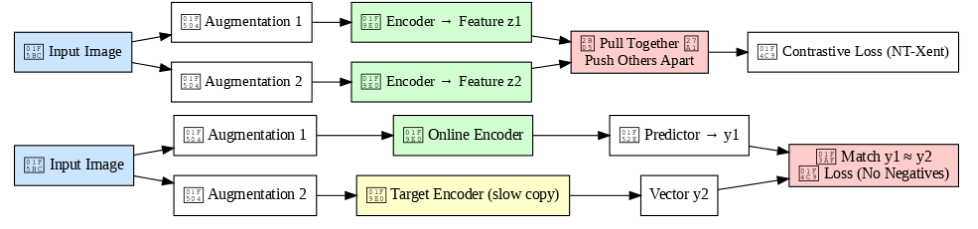 Input Image
Augmentation 1
Encoder → Feature z1
Augmentation 2
Encoder → Feature z2
Pull Together
Push Others Apart
Contrastive Loss (NT-Xent)
Input Image
Augmentation 1
Online Encoder
Predictor → y1
Augmentation 2
Target Encoder (slow copy)
Vector y2
Match y1 ≈ y2
Loss (No Negatives)